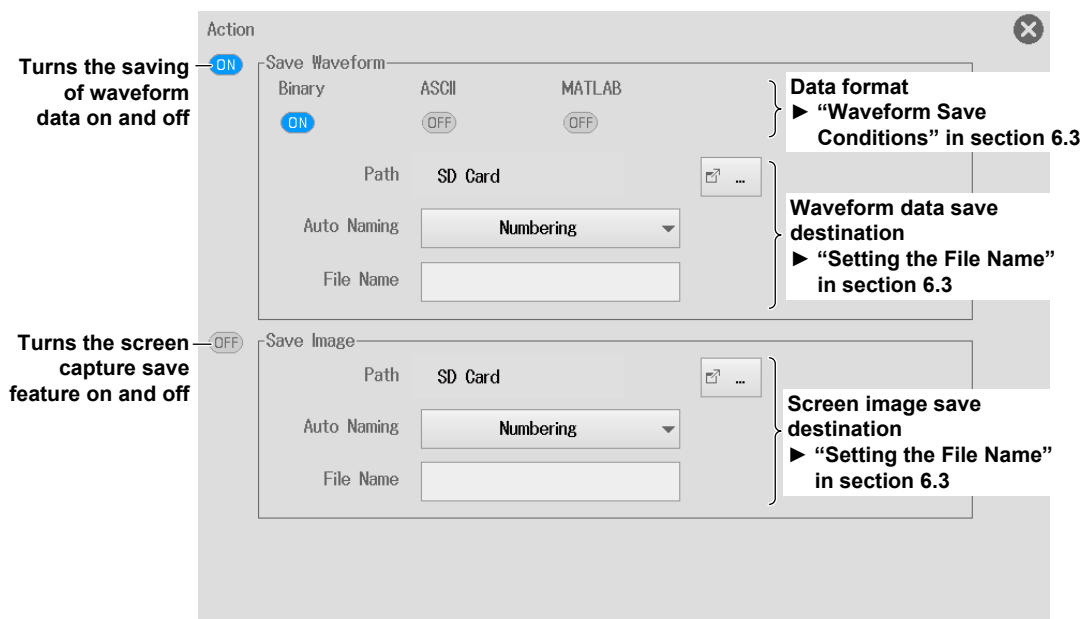 Action
Turns the saving
of waveform
data on and off
ON
Save Waveform
Binary ASCII MATLAB
ON OFF OFF
Data format
► “Waveform Save
Conditions” in section 6.3
Path SD Card ...
Auto Naming Numbering
File Name
Waveform data save
destination
► “Setting the File Name”
in section 6.3
Turns the screen
capture save
feature on and off
OFF
Save Image
Path SD Card ...
Auto Naming Numbering
File Name
Screen image save
destination
► “Setting the File Name”
in section 6.3